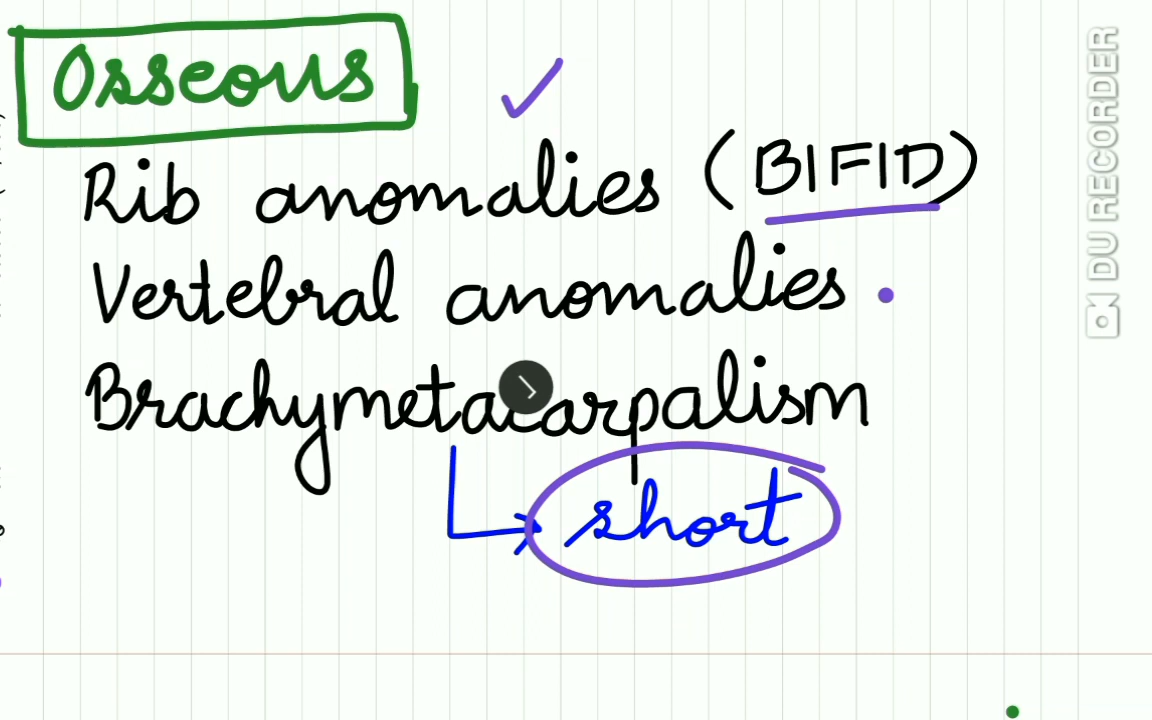 Osseous
Rib anomalies (BIFID)
Vertebral anomalies
Brachymetacarpalism
short
DU RECORDER